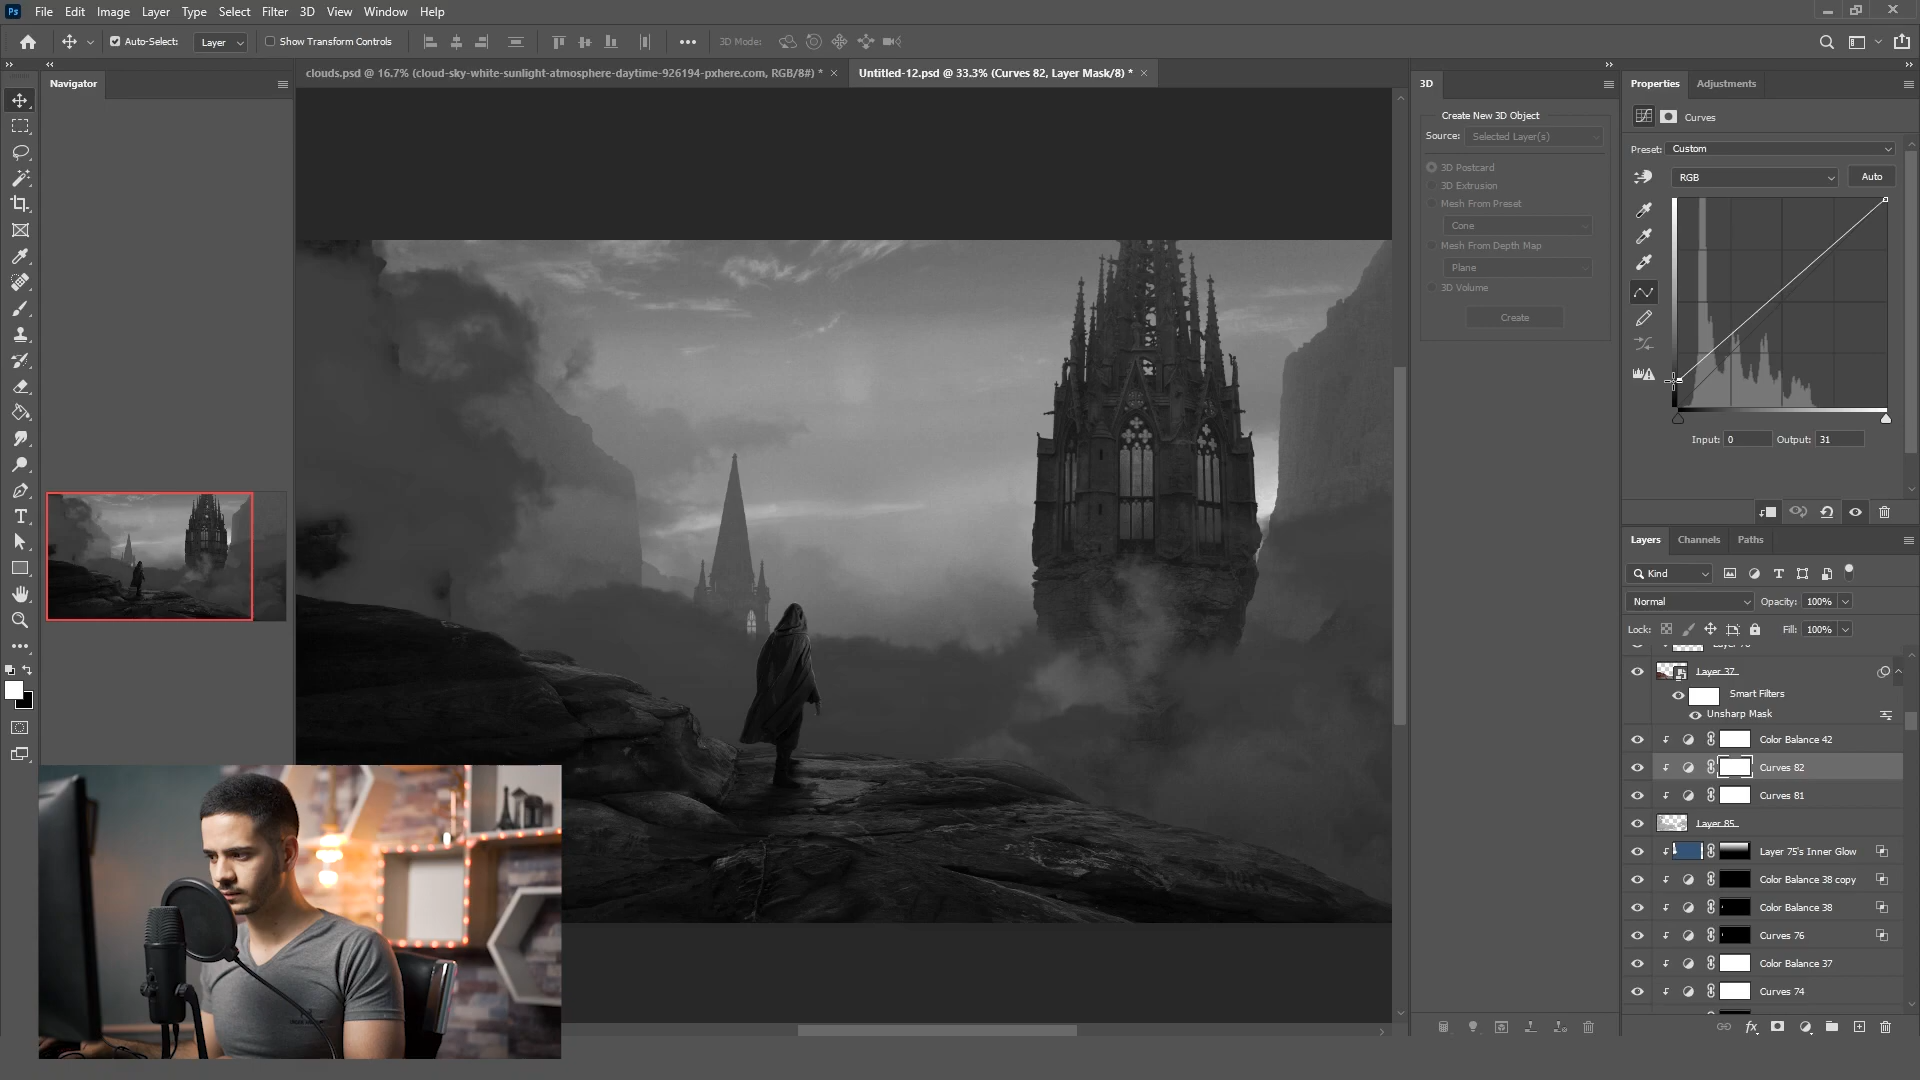 Ps File Edit Image Layer Type Select Filter 3D View Window Help
Auto-Select: Layer Show Transform Controls 3D Mode:
clouds.psd @ 16.7% (cloud-sky-white-sunlight-atmosphere-daytime-926194-pxhere.com, RGB/8#) *
Untitled-12.psd @ 33.3% (Curves 82, Layer Mask/8) *
Navigator
3D
Create New 3D Object
Source: Selected Layer(s)
3D Postcard
3D Extrusion
Mesh From Preset
Cone
Mesh From Depth Map
Plane
3D Volume
Create
Properties Adjustments
Curves
Preset: Custom
RGB Auto
Input: 0 Output: 31
Layers Channels Paths
Kind
Normal Opacity: 100%
Lock: Fill: 100%
Layer 37
Smart Filters
Unsharp Mask
Color Balance 42
Curves 82
Curves 81
Layer 85
Layer 75's Inner Glow
Color Balance 38 copy
Color Balance 38
Curves 76
Color Balance 37
Curves 74